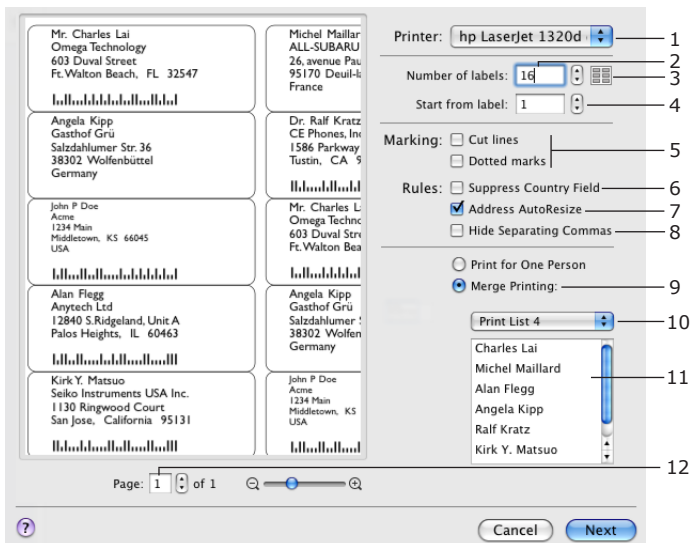 Mr. Charles Lai
Omega Technology
603 Duval Street
Ft. Walton Beach, FL 32547
Angela Kipp
Gasthof Grü
Salzdahlumer Str. 36
38302 Wolfenbüttel
Germany
John P Doe
Acme
1234 Main
Middletown, KS 66045
USA
Alan Flegg
Anytech Ltd
12840 S.Ridgeland, Unit A
Palos Heights, IL 60463
Kirk Y. Matsuo
Seiko Instruments USA Inc.
1130 Ringwood Court
San Jose, California 95131
Michel Maillar
ALL-SUBARU
26, avenue Pau
95170 Deuil-l
France
Dr. Ralf Kratz
CE Phones, Inc
1586 Parkway
Tustin, CA 9
Mr. Charles L
Omega Techno
603 Duval Stre
Ft. Walton Bea
Angela Kipp
Gasthof Grü
Salzdahlumer S
38302 Wolfen
Germany
John P Doe
Acme
1234 Main
Middletown, KS
USA
Page: 1 of 1
Printer: hp LaserJet 1320d
1
2
Number of labels: 16
3
Start from label: 1
4
Marking: Cut lines
5
Dotted marks
Rules: Suppress Country Field
6
Address AutoResize
7
Hide Separating Commas
8
Print for One Person
Merge Printing:
9
Print List 4
10
Charles Lai
Michel Maillard
Alan Flegg
11
Angela Kipp
Ralf Kratz
Kirk Y. Matsuo
12
?
Cancel
Next